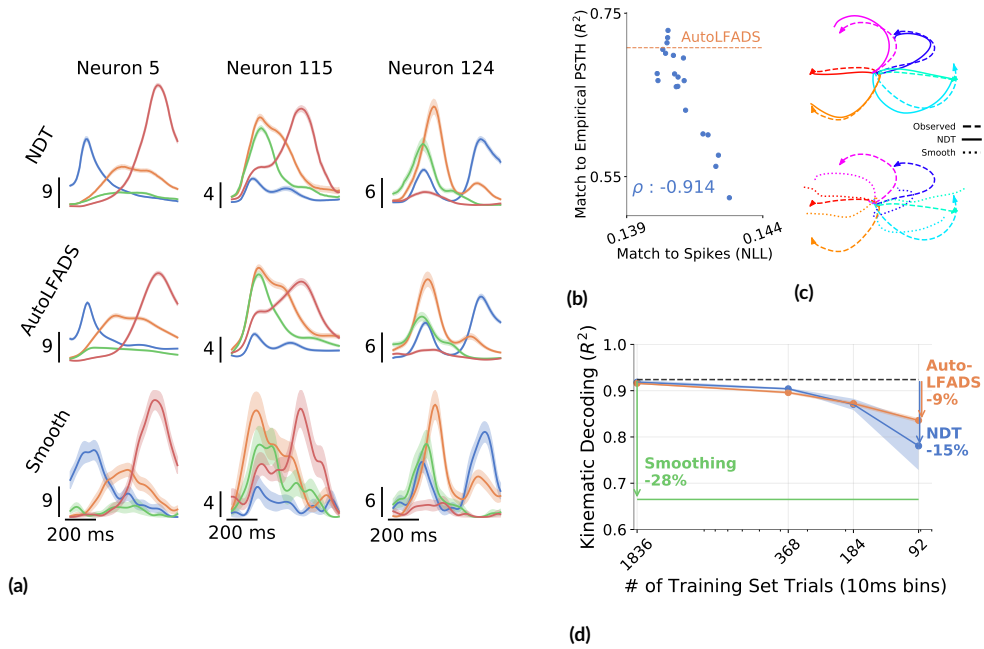 Neuron 5
Neuron 115
Neuron 124
NDT
9
4
6
AutoLFADS
9
4
6
Smooth
9
4
6
200 ms
200 ms
200 ms
(a)
0.75
0.55
Match to Empirical PSTH (R²)
AutoLFADS
ρ : -0.914
0.139
0.144
Match to Spikes (NLL)
(b)
Observed
NDT
Smooth
(c)
1.0
0.9
0.8
0.7
0.6
Kinematic Decoding (R²)
Auto-
LFADS
-9%
NDT
-15%
Smoothing
-28%
1836
368
184
92
# of Training Set Trials (10ms bins)
(d)